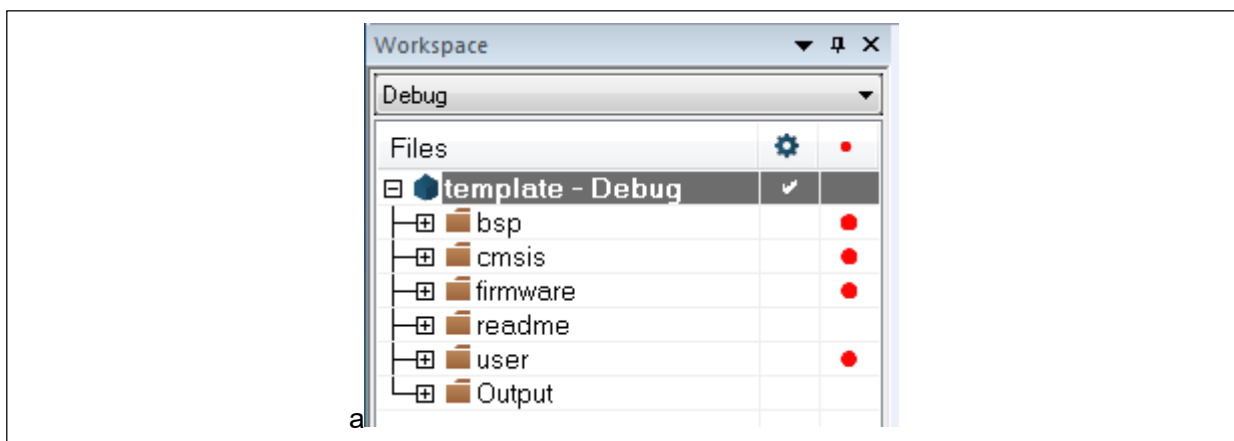 Workspace
Debug
Files
template - Debug
bsp
cmsis
firmware
readme
user
Output
a